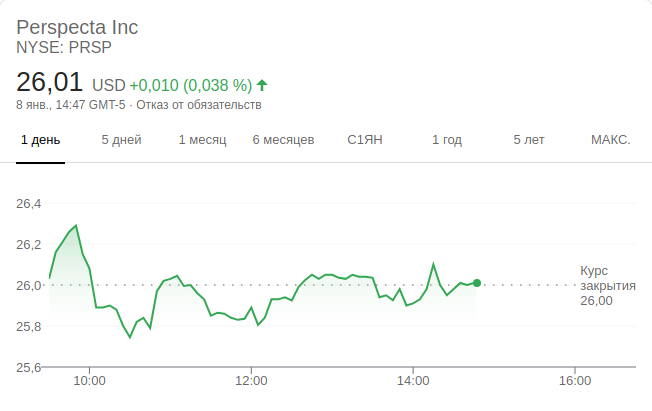 Perspecta Inc
NYSE: PRSP
26,01 USD +0,010 (0,038 %)
8 янв., 14:47 GMT-5 · Отказ от обязательств
1 день 5 дней 1 месяц 6 месяцев С1ЯН 1 год 5 лет МАКС.
26,4
26,2
26,0
25,8
25,6
Курс
закрытия
26,00
10:00 12:00 14:00 16:00